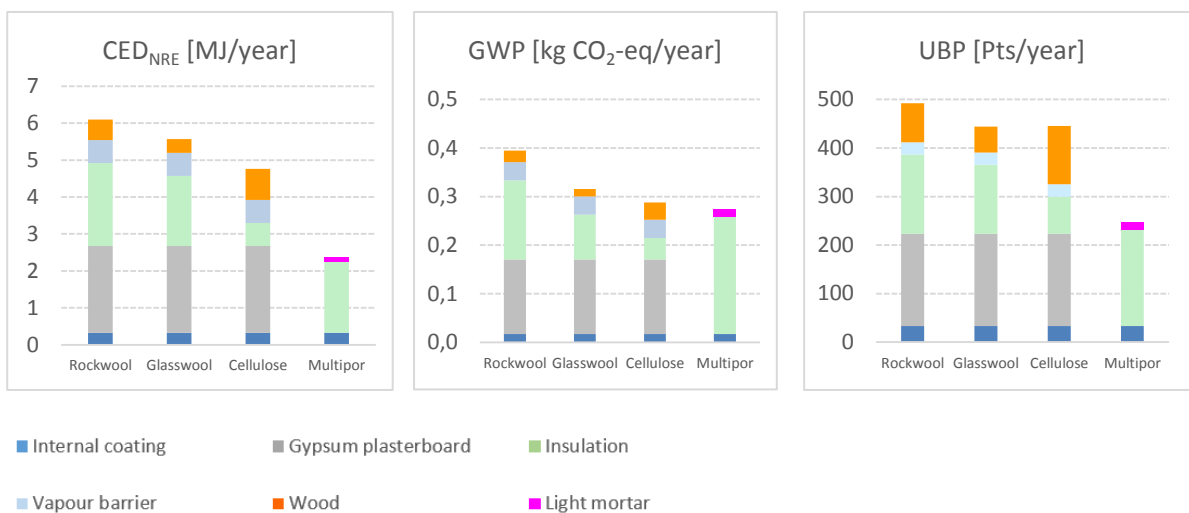 CED NRE [MJ/year]
7
6
5
4
3
2
1
0
Rockwool Glasswool Cellulose Multipor
GWP [kg CO2-eq/year]
0,5
0,4
0,3
0,2
0,1
0,0
Rockwool Glasswool Cellulose Multipor
UBP [Pts/year]
500
400
300
200
100
0
Rockwool Glasswool Cellulose Multipor
Internal coating Gypsum plasterboard Insulation
Vapour barrier Wood Light mortar